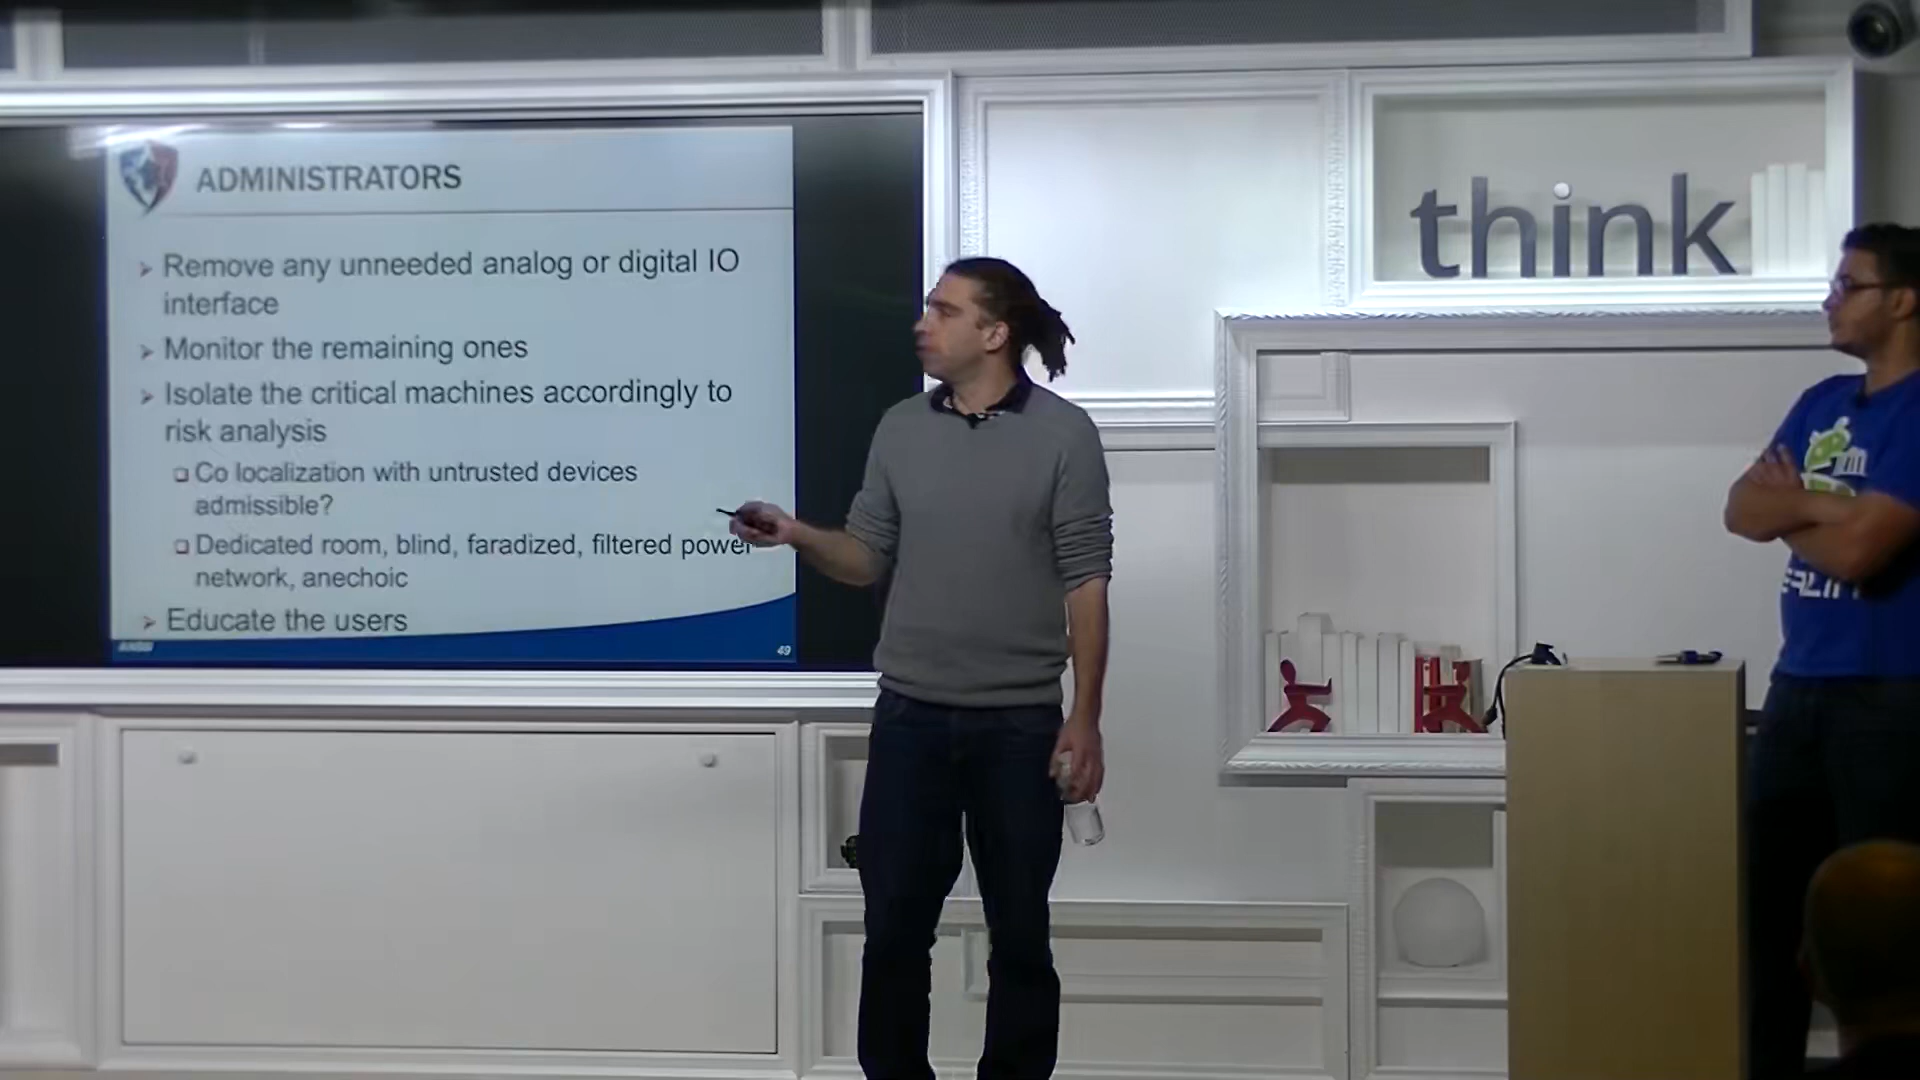 ADMINISTRATORS
Remove any unneeded analog or digital IO
interface
Monitor the remaining ones
Isolate the critical machines accordingly to
risk analysis
Co localization with untrusted devices
admissible?
Dedicated room, blind, faradized, filtered power
network, anechoic
Educate the users
ANSSI
49
think